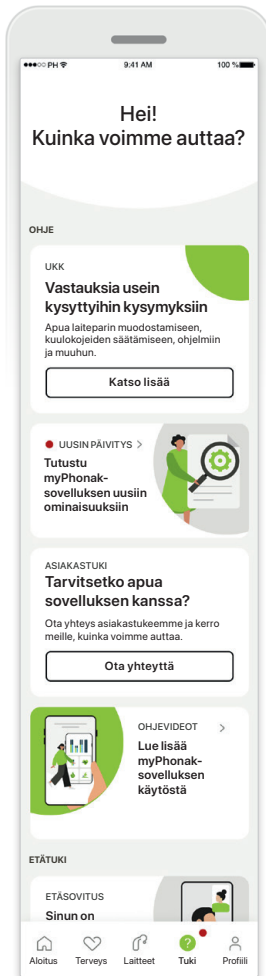 PH
9:41 AM
100 %
Hei!
Kuinka voimme auttaa?
OHJE
UKK
Vastauksia usein
kysyttyihin kysymyksiin
Apua laiteparin muodostamiseen,
kuulokojeiden säätämiseen, ohjelmiin
ja muuhun.
Katso lisää
UUSIN PÄIVITYS >
Tutustu
myPhonak-
sovelluksen uusiin
ominaisuuksiin
ASIAKASTUKI
Tarvitsetko apua
sovelluksen kanssa?
Ota yhteys asiakastukeemme ja kerro
meille, kuinka voimme auttaa.
Ota yhteyttä
OHJEVIDEOT >
Lue lisää
myPhonak-
sovelluksen
käytöstä
ETÄTUKI
ETÄSOVITUS
Sinun on
Aloitus
Terveys
Laitteet
?
Tuki
Profiili